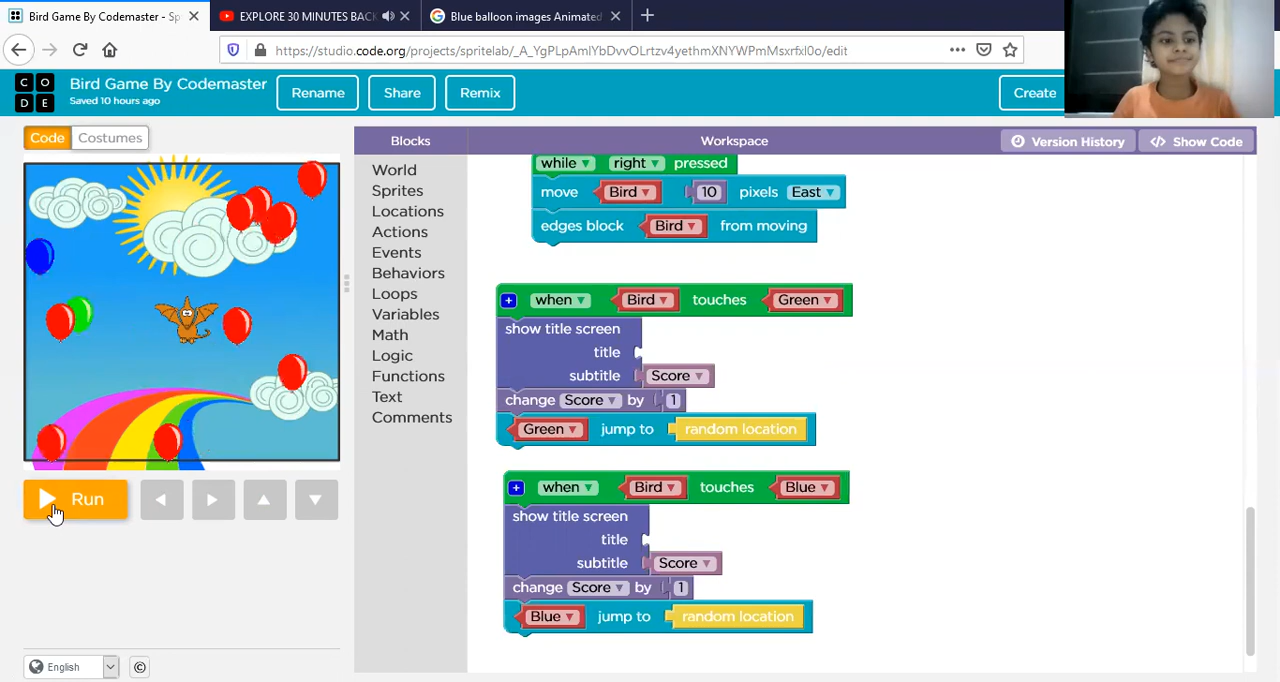 Bird Game By Codemaster - Sp
EXPLORE 30 MINUTES BACK
Blue balloon images Animated
https://studio.code.org/projects/spritelab/_A_YgPLpAmlYbDvvOLrtzv4yethmXNYWPmMsxrfxl0o/edit
C O
D E
Bird Game By Codemaster
Saved 10 hours ago
Rename
Share
Remix
Create
Code
Costumes
Blocks
Workspace
Version History
Show Code
World
Sprites
Locations
Actions
Events
Behaviors
Loops
Variables
Math
Logic
Functions
Text
Comments
while right pressed
move Bird 10 pixels East
edges block Bird from moving
when Bird touches Green
show title screen
title
subtitle Score
change Score by 1
Green jump to random location
when Bird touches Blue
show title screen
title
subtitle Score
change Score by 1
Blue jump to random location
Run
English
©